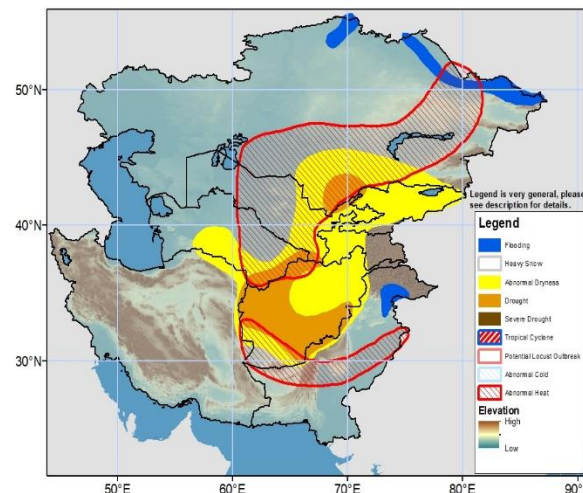 50°N
40°N
30°N
50°E
60°E
70°E
80°E
90°
Legend is very general, please
see description for details.
Legend
Flooding
Heavy Snow
Abnormal Dryness
Drought
Severe Drought
Tropical Cyclone
Potential Locust Outbreak
Abnormal Cold
Abnormal Heat
Elevation
High
Low